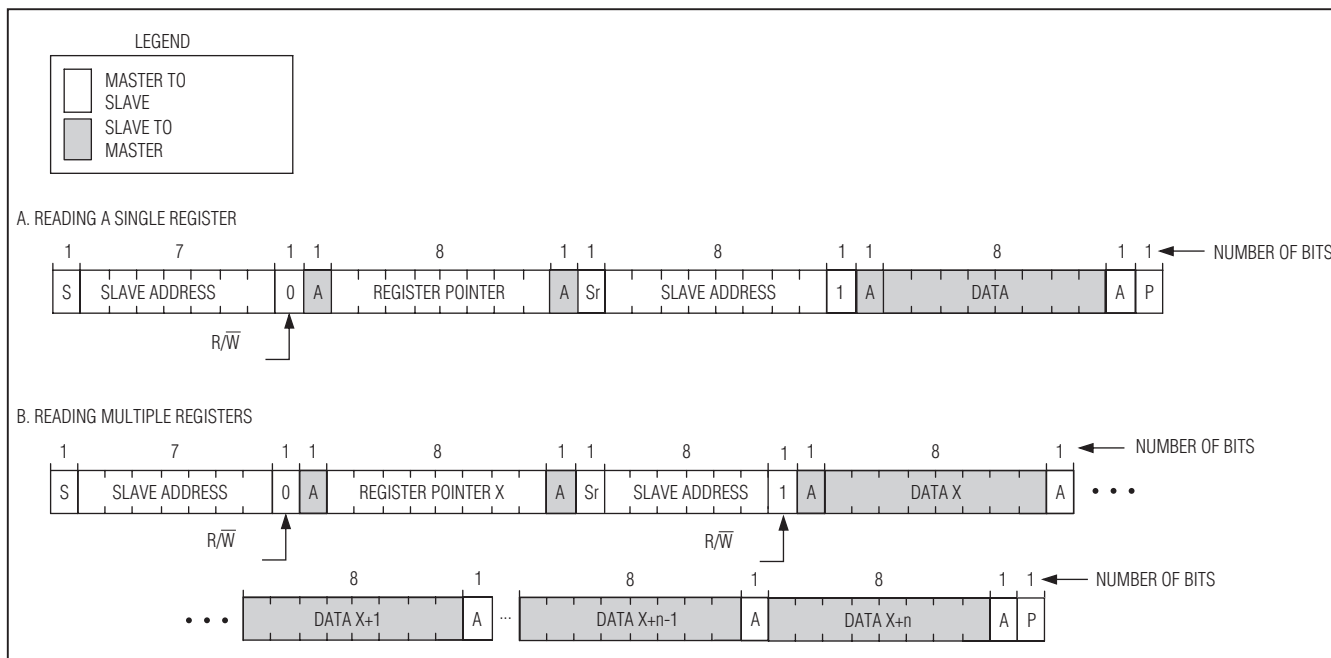 LEGEND
MASTER TO
SLAVE
SLAVE TO
MASTER
A. READING A SINGLE REGISTER
1 7 1 1 8 1 1 8 1 1 8 1 1 NUMBER OF BITS
S SLAVE ADDRESS 0 A REGISTER POINTER A Sr SLAVE ADDRESS 1 A DATA A P
R/W̅
B. READING MULTIPLE REGISTERS
1 7 1 1 8 1 1 8 1 1 8 1 NUMBER OF BITS
S SLAVE ADDRESS 0 A REGISTER POINTER X A Sr SLAVE ADDRESS 1 A DATA X A • • •
R/W̅ R/W̅
8 1 8 1 8 1 1 NUMBER OF BITS
• • • DATA X+1 A ... DATA X+n-1 A DATA X+n A P